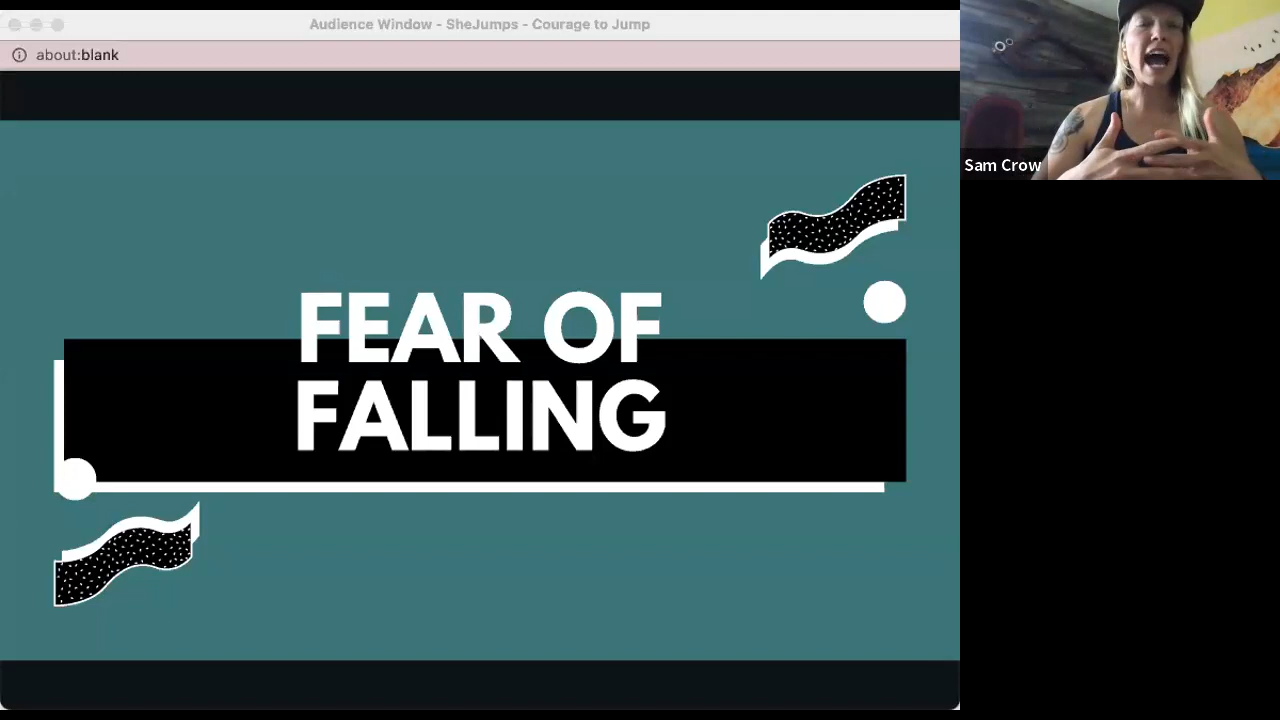 Audience Window - SheJumps - Courage to Jump
about:blank
Sam Crow
FEAR OF
FALLING